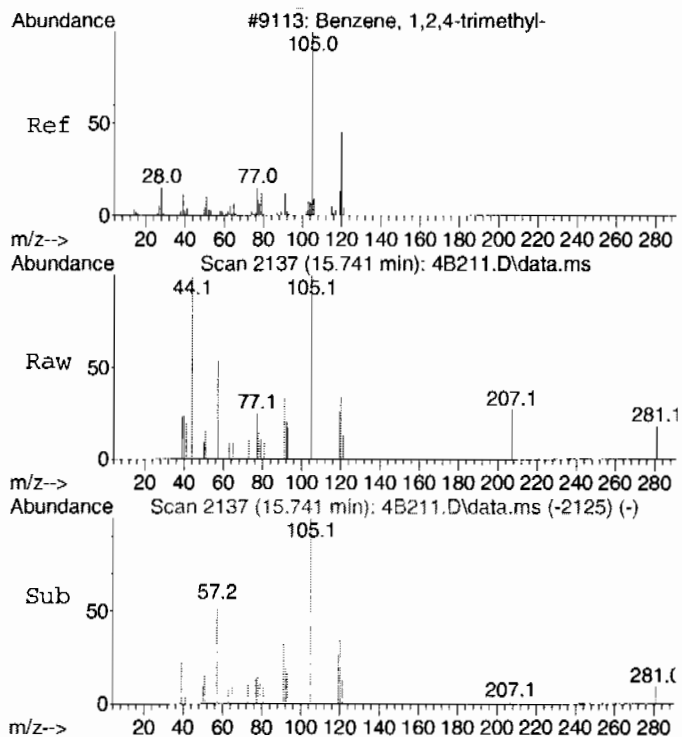 Abundance #9113: Benzene, 1,2,4-trimethyl-
105.0
Ref 50
28.0 77.0
0
m/z--> 20 40 60 80 100 120 140 160 180 200 220 240 260 280
Abundance Scan 2137 (15.741 min): 4B211.D\data.ms
44.1 105.1
Raw 50
77.1 207.1 281.1
0
m/z--> 20 40 60 80 100 120 140 160 180 200 220 240 260 280
Abundance Scan 2137 (15.741 min): 4B211.D\data.ms (-2125) (-)
105.1
Sub 50 57.2
207.1 281.0
0
m/z--> 20 40 60 80 100 120 140 160 180 200 220 240 260 280